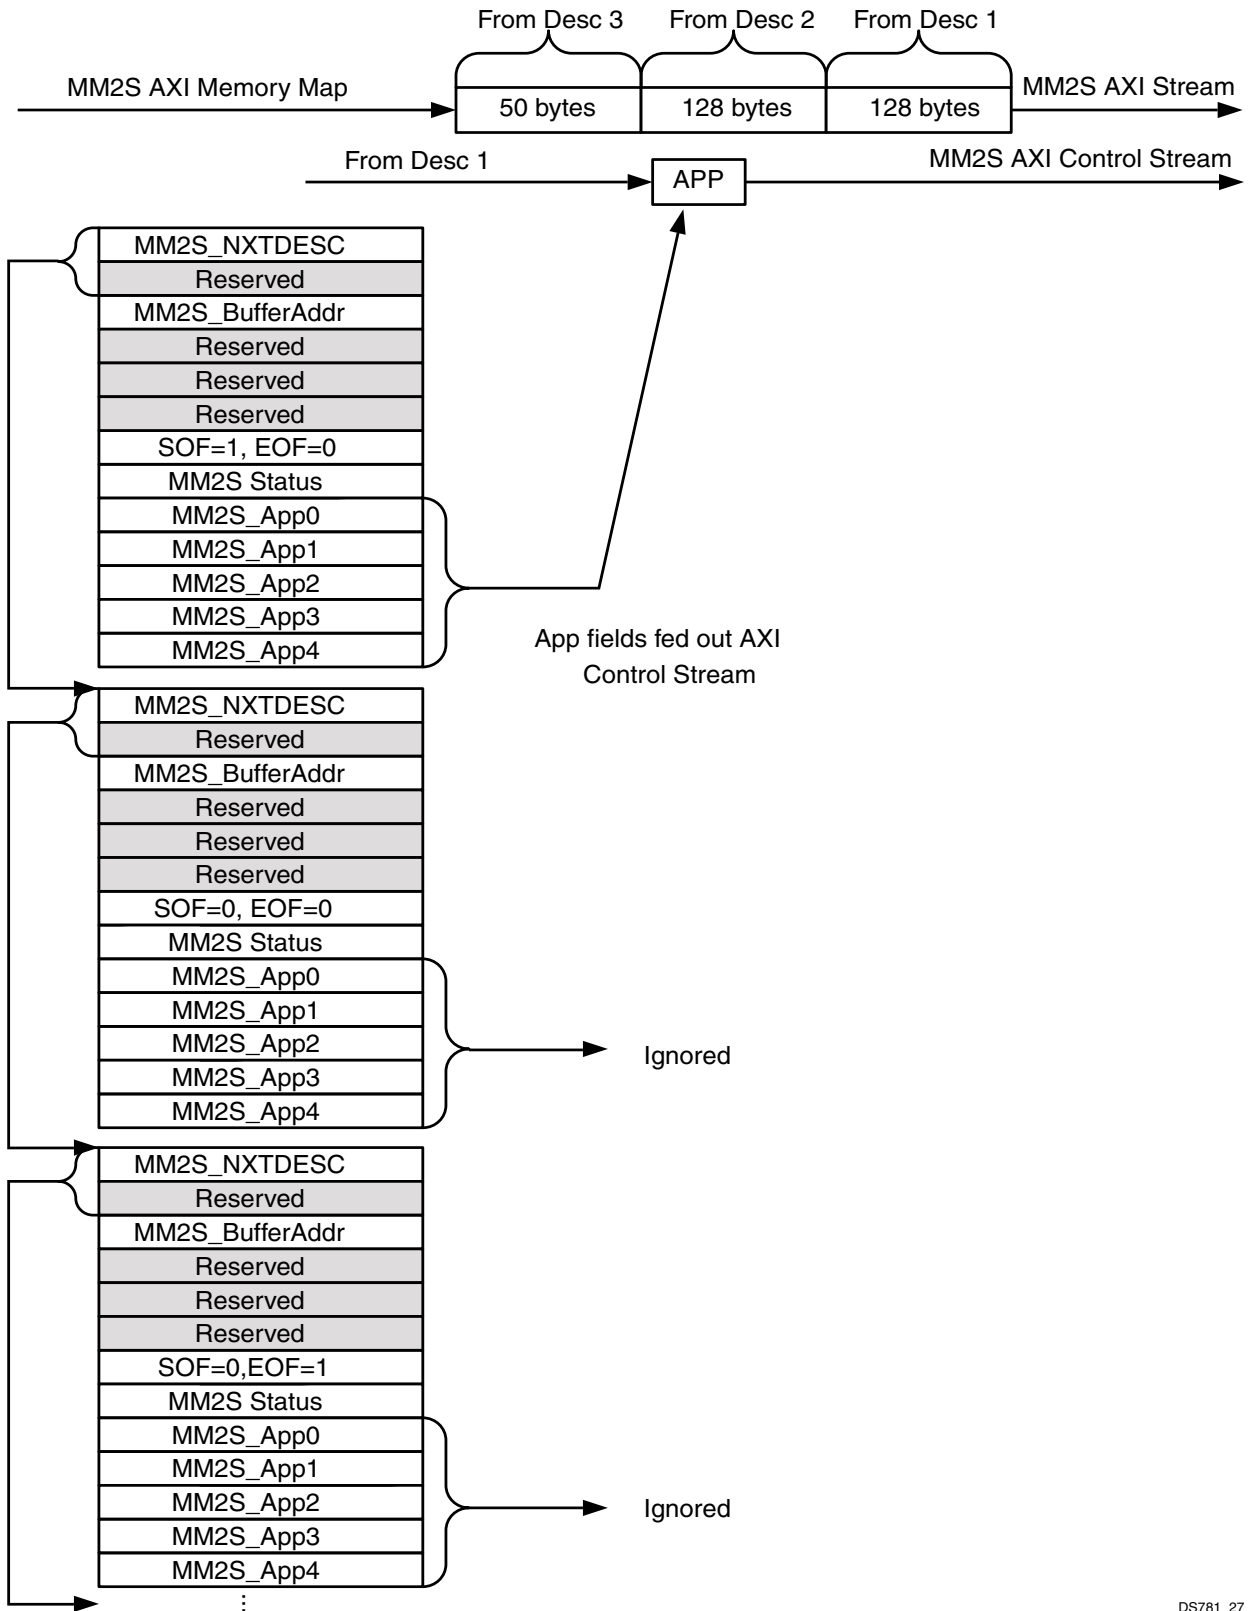 From Desc 3 From Desc 2 From Desc 1
MM2S AXI Memory Map
50 bytes 128 bytes 128 bytes
MM2S AXI Stream
From Desc 1
APP
MM2S AXI Control Stream
MM2S_NXTDESC
Reserved
MM2S_BufferAddr
Reserved
Reserved
Reserved
SOF=1, EOF=0
MM2S Status
MM2S_App0
MM2S_App1
MM2S_App2
MM2S_App3
MM2S_App4
App fields fed out AXI
Control Stream
MM2S_NXTDESC
Reserved
MM2S_BufferAddr
Reserved
Reserved
Reserved
SOF=0, EOF=0
MM2S Status
MM2S_App0
MM2S_App1
MM2S_App2
MM2S_App3
MM2S_App4
Ignored
MM2S_NXTDESC
Reserved
MM2S_BufferAddr
Reserved
Reserved
Reserved
SOF=0,EOF=1
MM2S Status
MM2S_App0
MM2S_App1
MM2S_App2
MM2S_App3
MM2S_App4
Ignored
DS781_27